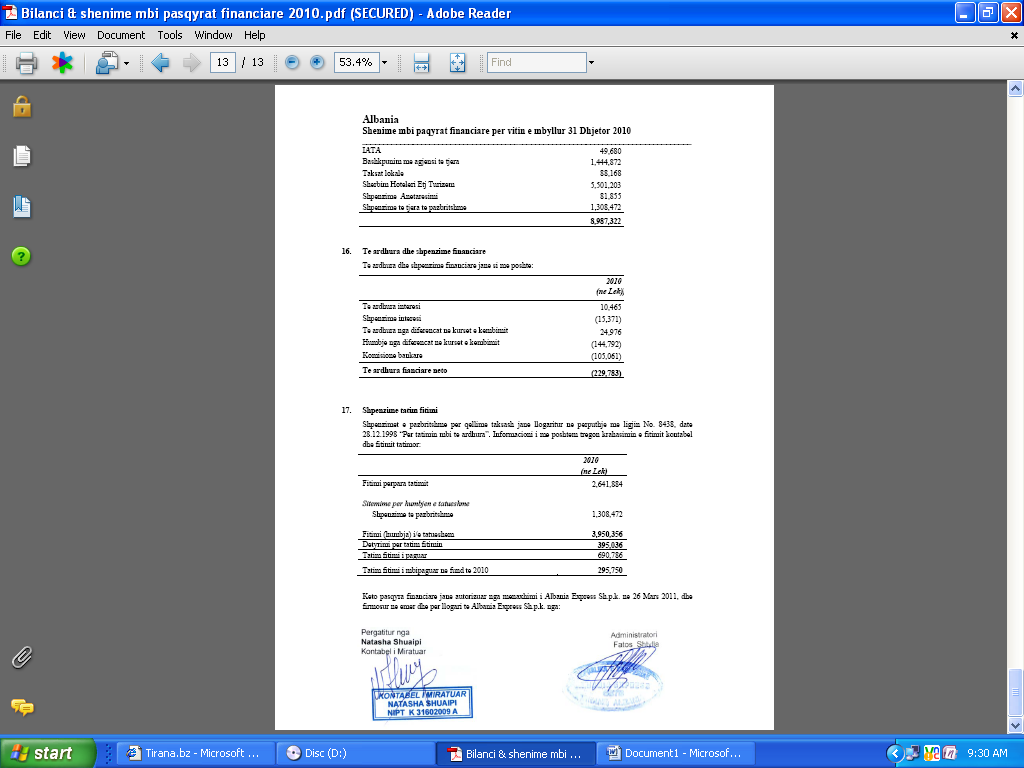 Bilanci & shenime mbi pasqyrat financiare 2010.pdf (SECURED) - Adobe Reader
File Edit View Document Tools Window Help
13 / 13 53.4% Find
Albania
Shenime mbi paqyrat financiare per vitin e mbyllur 31 Dhjetor 2010
IATA 49,680
Bashkpunim me agjensi te tjera 1,444,872
Taksat lokale 88,168
Sherbim Hoteleri Etj Turizem 5,501,203
Shpenzime Anetaresimi 81,855
Shpenzime te tjera te pazbritshme 1,308,472
8,987,322
16. Te ardhura dhe shpenzime financiare
Te ardhura dhe shpenzime financiare jane si me poshte:
2010
(ne Lek),
Te ardhura interesi 10,465
Shpenzime interesi (15,371)
Te ardhura nga diferencat ne kurset e kembimit 24,976
Humbje nga diferencat ne kurset e kembimit (144,792)
Komisione bankare (105,061)
Te ardhura fianciare neto (229,783)
17. Shpenzime tatim fitimi
Shpenzimet e pazbritshme per qellime taksash jane llogaritur ne perputhje me ligjin No. 8438, date
28.12.1998 “Per tatimin mbi te ardhura”. Informacioni i me poshtem tregon krahasimin e fitimit kontabel
dhe fitimit tatimor:
2010
(ne Lek)
Fitimi perpara tatimit 2,641,884
Sitemime per humbjen e tatueshme
Shpenzime te pazbritshme 1,308,472
Fitimi (humbja) i/e tatueshem 3,950,356
Detyrimi per tatim fitimin 395,036
Tatim fitimi i paguar 690,786
Tatim fitimi i mbipaguar ne fund te 2010 295,750
Keto pasqyra financiare jane autorizuar nga menaxhimi i Albania Express Sh.p.k. ne 26 Mars 2011, dhe
firmosur ne emer dhe per llogari te Albania Express Sh.p.k. nga:
Pergatitur nga
Natasha Shuaipi
Kontabel i Miratuar
Administratori
Fatos Shtylla
KONTABEL I MIRATUAR
NATASHA SHUAIPI
NIPT K 31602009 A
start Tirana.bz - Microsoft ... Disc (D:) Bilanci & shenime mbi ... Document1 - Microsof... 9:30 AM